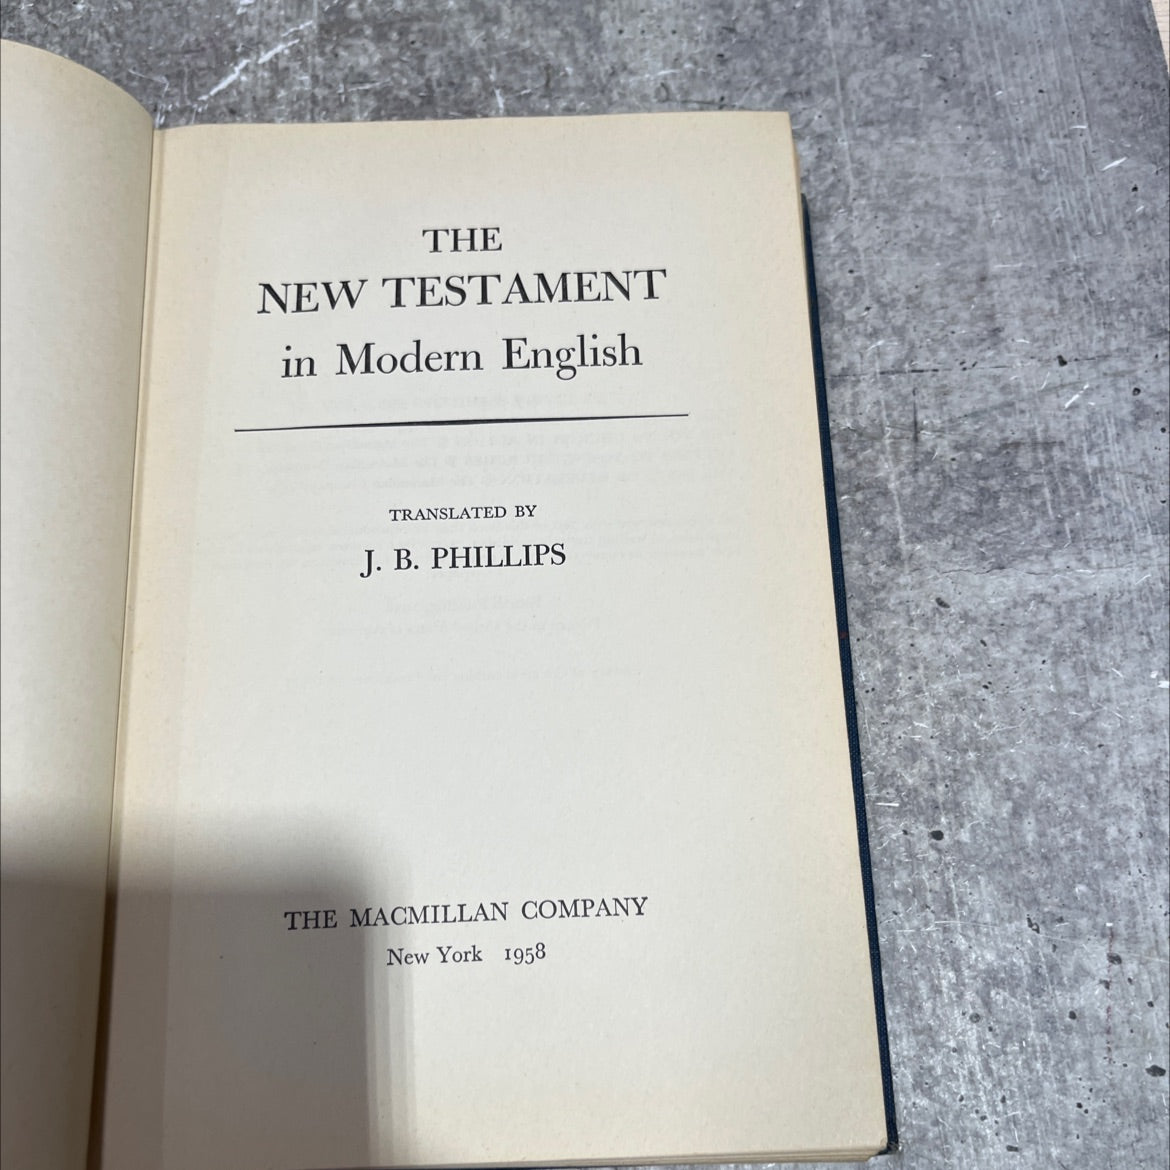 THE
NEW TESTAMENT
in Modern English
TRANSLATED BY
J. B. PHILLIPS
THE MACMILLAN COMPANY
New York 1958